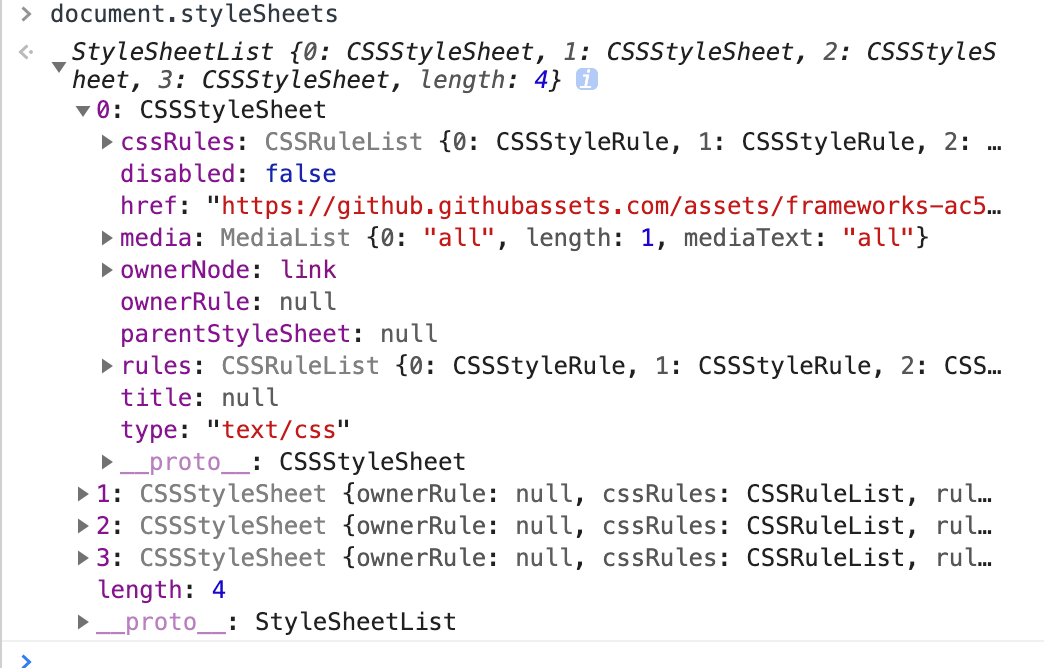 > document.styleSheets
StyleSheetList {0: CSSStyleSheet, 1: CSSStyleSheet, 2: CSSStyleS
heet, 3: CSSStyleSheet, length: 4} i
▼0: CSSStyleSheet
▶cssRules: CSSRuleList {0: CSSStyleRule, 1: CSSStyleRule, 2: …
disabled: false
href: "https://github.githubassets.com/assets/frameworks-ac5…
▶media: MediaList {0: "all", length: 1, mediaText: "all"}
▶ownerNode: link
ownerRule: null
parentStyleSheet: null
▶rules: CSSRuleList {0: CSSStyleRule, 1: CSSStyleRule, 2: CSS…
title: null
type: "text/css"
▶__proto__: CSSStyleSheet
▶1: CSSStyleSheet {ownerRule: null, cssRules: CSSRuleList, rul…
▶2: CSSStyleSheet {ownerRule: null, cssRules: CSSRuleList, rul…
▶3: CSSStyleSheet {ownerRule: null, cssRules: CSSRuleList, rul…
length: 4
▶__proto__: StyleSheetList
>